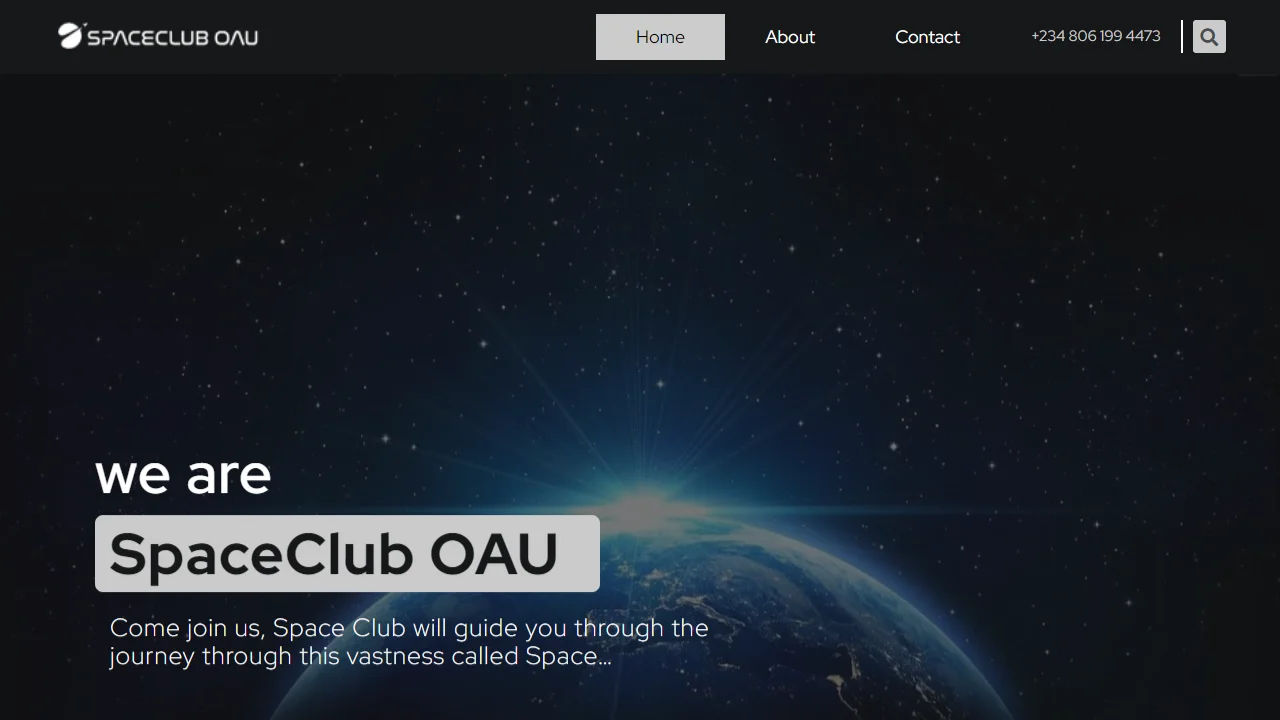 SPACECLUB OAU
Home
About
Contact
+234 806 199 4473
we are
SpaceClub OAU
Come join us, Space Club will guide you through the
journey through this vastness called Space...